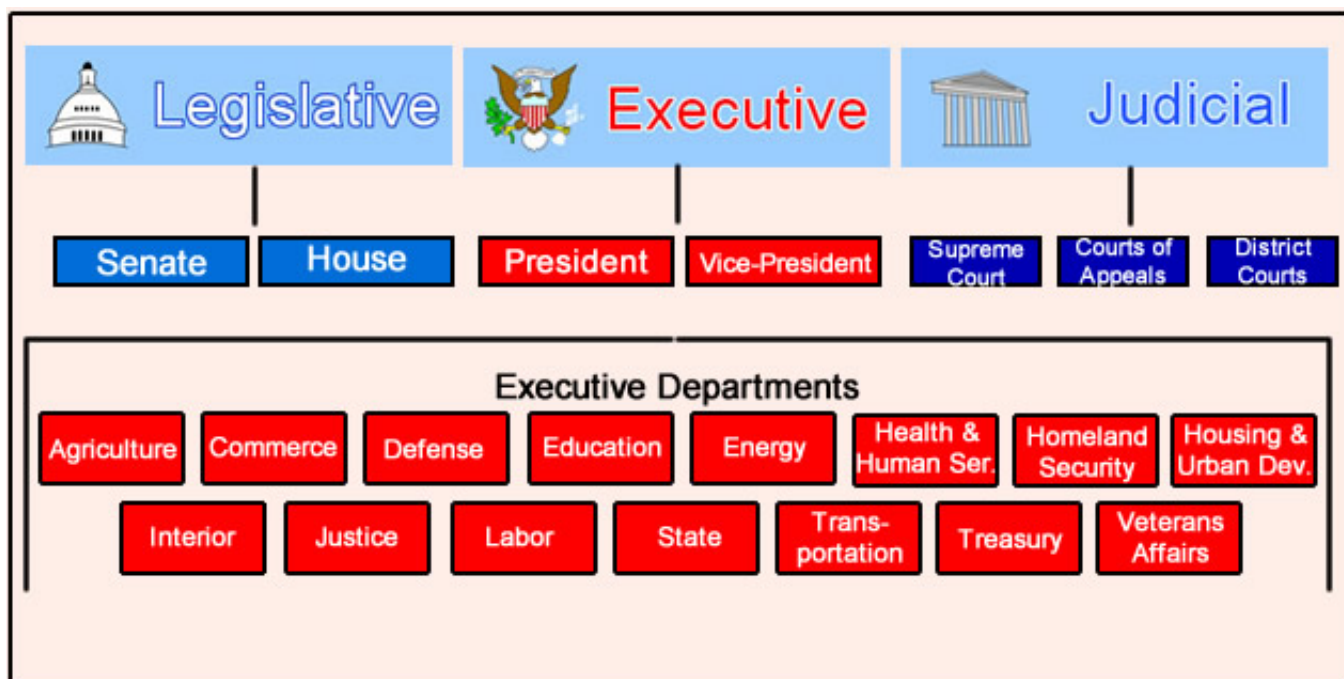 Legislative
Executive
Judicial
Senate
House
President
Vice-President
Supreme
Court
Courts of
Appeals
District
Courts
Executive Departments
Agriculture
Commerce
Defense
Education
Energy
Health &
Human Ser.
Homeland
Security
Housing &
Urban Dev.
Interior
Justice
Labor
State
Trans-
portation
Treasury
Veterans
Affairs